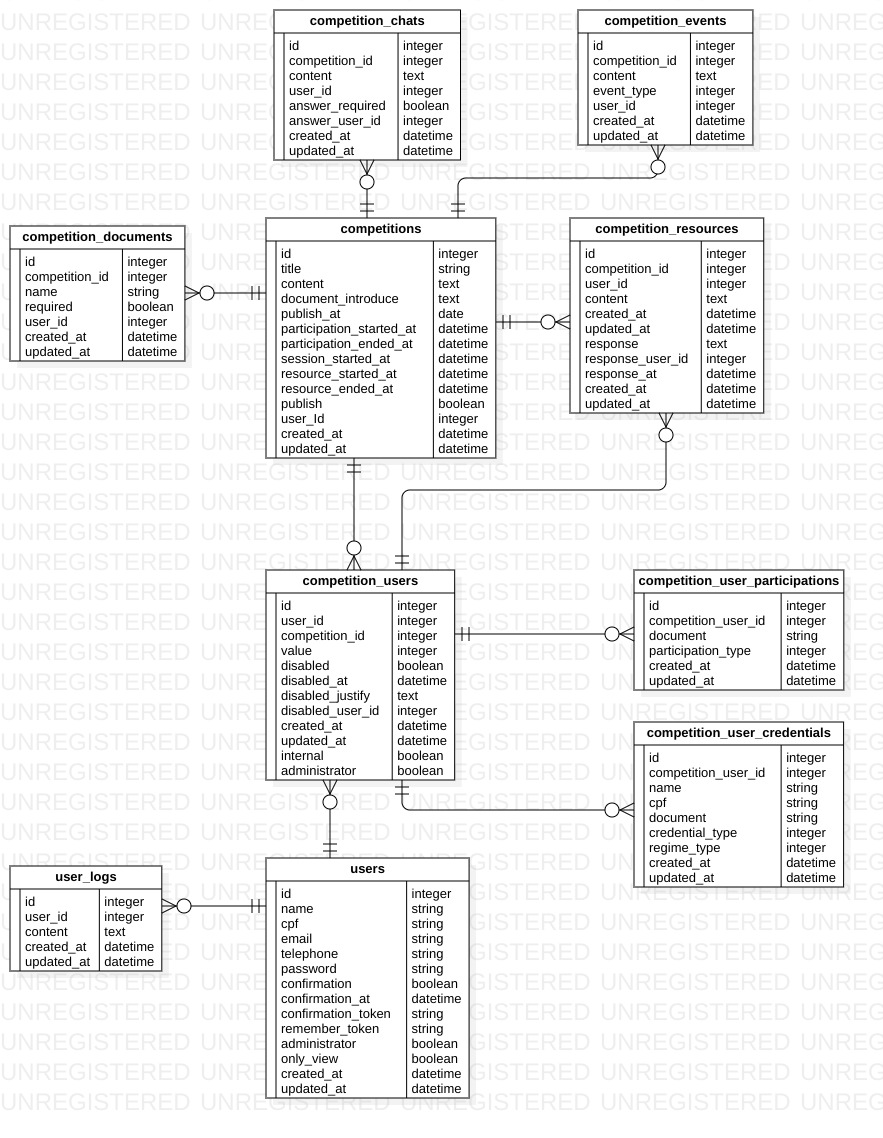 competition_chats
id integer
competition_id integer
content text
user_id integer
answer_required boolean
answer_user_id integer
created_at datetime
updated_at datetime
competition_events
id integer
competition_id integer
content text
event_type integer
user_id integer
created_at datetime
updated_at datetime
competition_documents
id integer
competition_id integer
name string
required boolean
user_id integer
created_at datetime
updated_at datetime
competitions
id integer
title string
content text
document_introduce text
publish_at date
participation_started_at datetime
participation_ended_at datetime
session_started_at datetime
resource_started_at datetime
resource_ended_at datetime
publish boolean
user_Id integer
created_at datetime
updated_at datetime
competition_resources
id integer
competition_id integer
user_id integer
content text
created_at datetime
updated_at datetime
response text
response_user_id integer
response_at datetime
created_at datetime
updated_at datetime
competition_users
id integer
user_id integer
competition_id integer
value integer
disabled boolean
disabled_at datetime
disabled_justify text
disabled_user_id integer
created_at datetime
updated_at datetime
internal boolean
administrator boolean
competition_user_participations
id integer
competition_user_id integer
document string
participation_type integer
created_at datetime
updated_at datetime
competition_user_credentials
id integer
competition_user_id integer
name string
cpf string
document string
credential_type integer
regime_type integer
created_at datetime
updated_at datetime
user_logs
id integer
user_id integer
content text
created_at datetime
updated_at datetime
users
id integer
name string
cpf string
email string
telephone string
password string
confirmation boolean
confirmation_at datetime
confirmation_token string
remember_token string
administrator boolean
only_view boolean
created_at datetime
updated_at datetime
UNREGISTERED